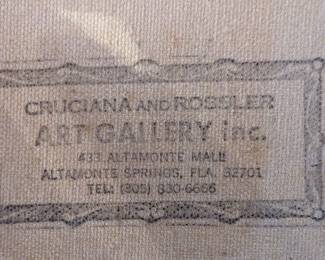 CRUCIANA AND ROSSLER
ART GALLERY inc.
433 ALTAMONTE MALL
ALTAMONTE SPRINGS, FLA. 32701
TEL: (305) 830-6666